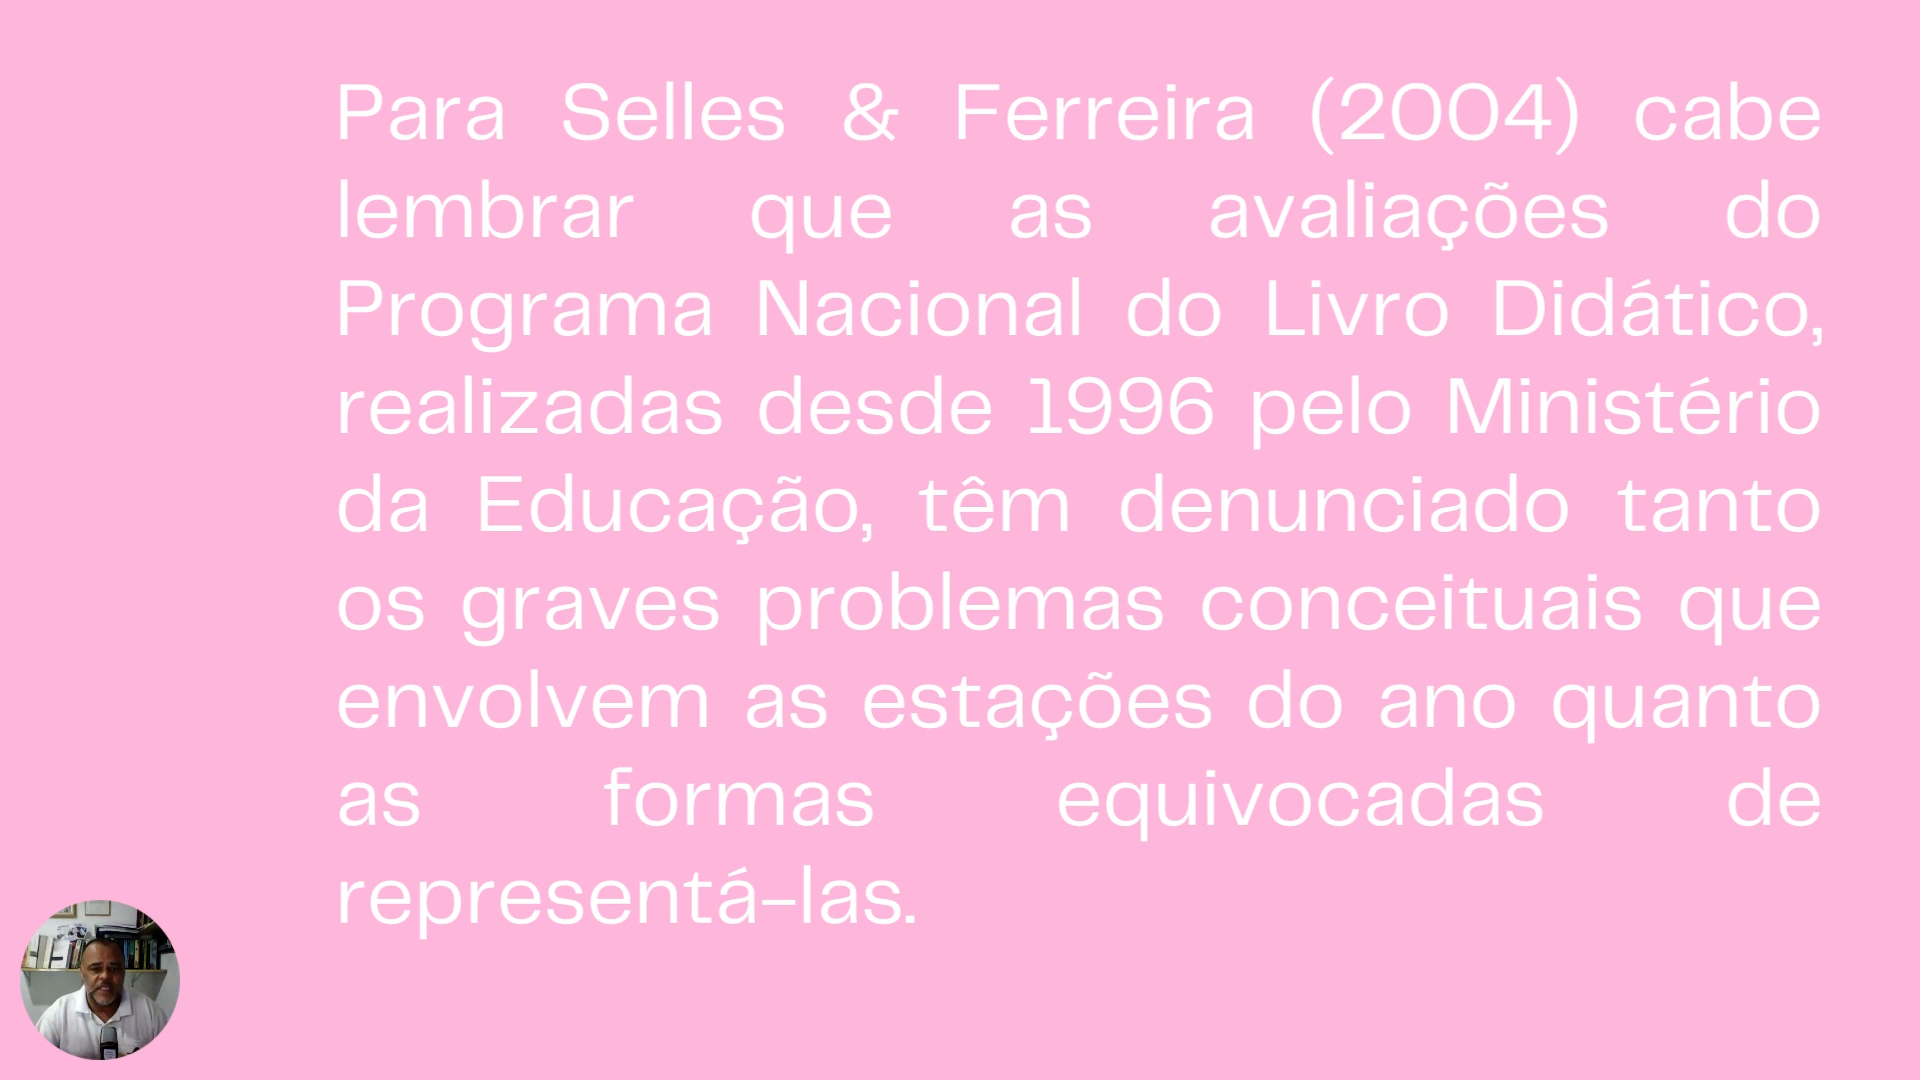 Para Selles & Ferreira (2004) cabe
lembrar que as avaliações do
Programa Nacional do Livro Didático,
realizadas desde 1996 pelo Ministério
da Educação, têm denunciado tanto
os graves problemas conceituais que
envolvem as estações do ano quanto
as formas equivocadas de
representá-las.